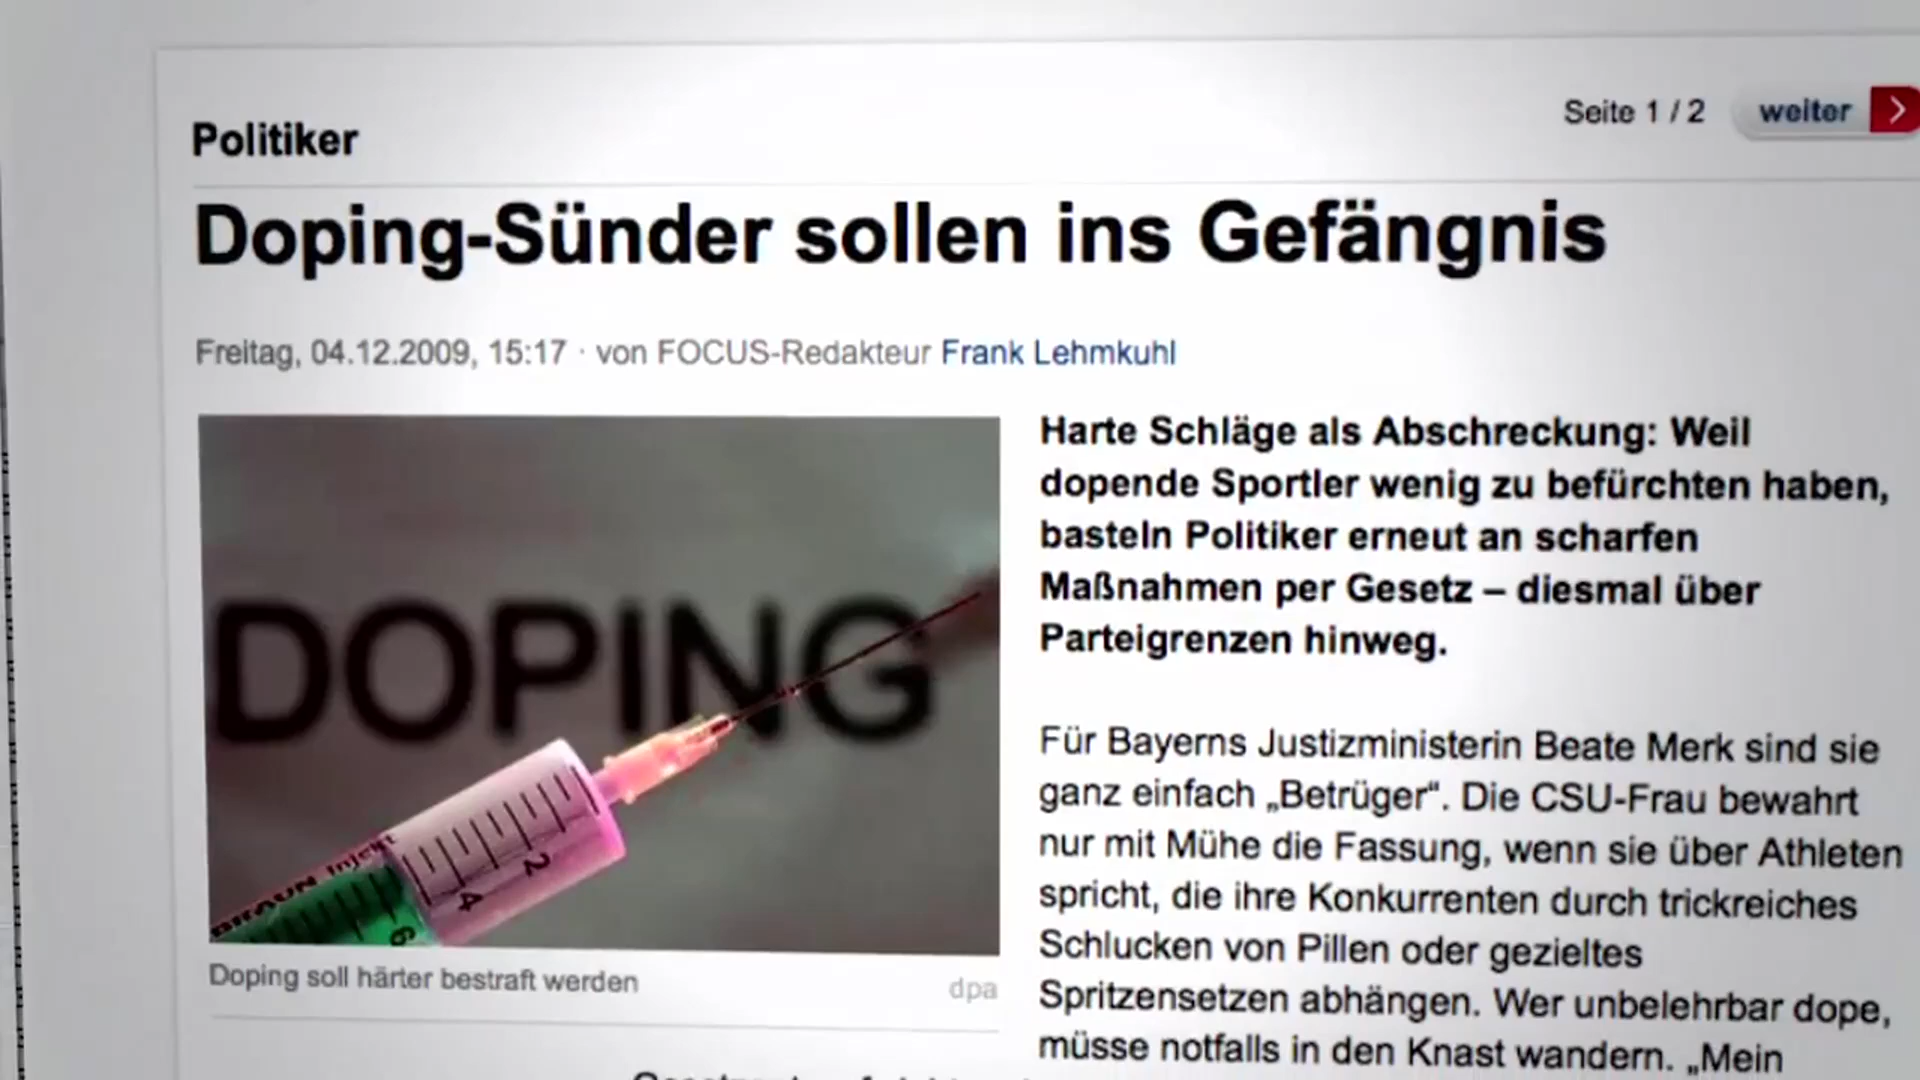 Seite 1 / 2 weiter
Politiker
Doping-Sünder sollen ins Gefängnis
Freitag, 04.12.2009, 15:17 · von FOCUS-Redakteur Frank Lehmkuhl
DOPING
BRAUN Injekt
2
4
6
Doping soll härter bestraft werden
dpa
Harte Schläge als Abschreckung: Weil
dopende Sportler wenig zu befürchten haben,
basteln Politiker erneut an scharfen
Maßnahmen per Gesetz – diesmal über
Parteigrenzen hinweg.
Für Bayerns Justizministerin Beate Merk sind sie
ganz einfach „Betrüger“. Die CSU-Frau bewahrt
nur mit Mühe die Fassung, wenn sie über Athleten
spricht, die ihre Konkurrenten durch trickreiches
Schlucken von Pillen oder gezieltes
Spritzensetzen abhängen. Wer unbelehrbar dope,
müsse notfalls in den Knast wandern. „Mein